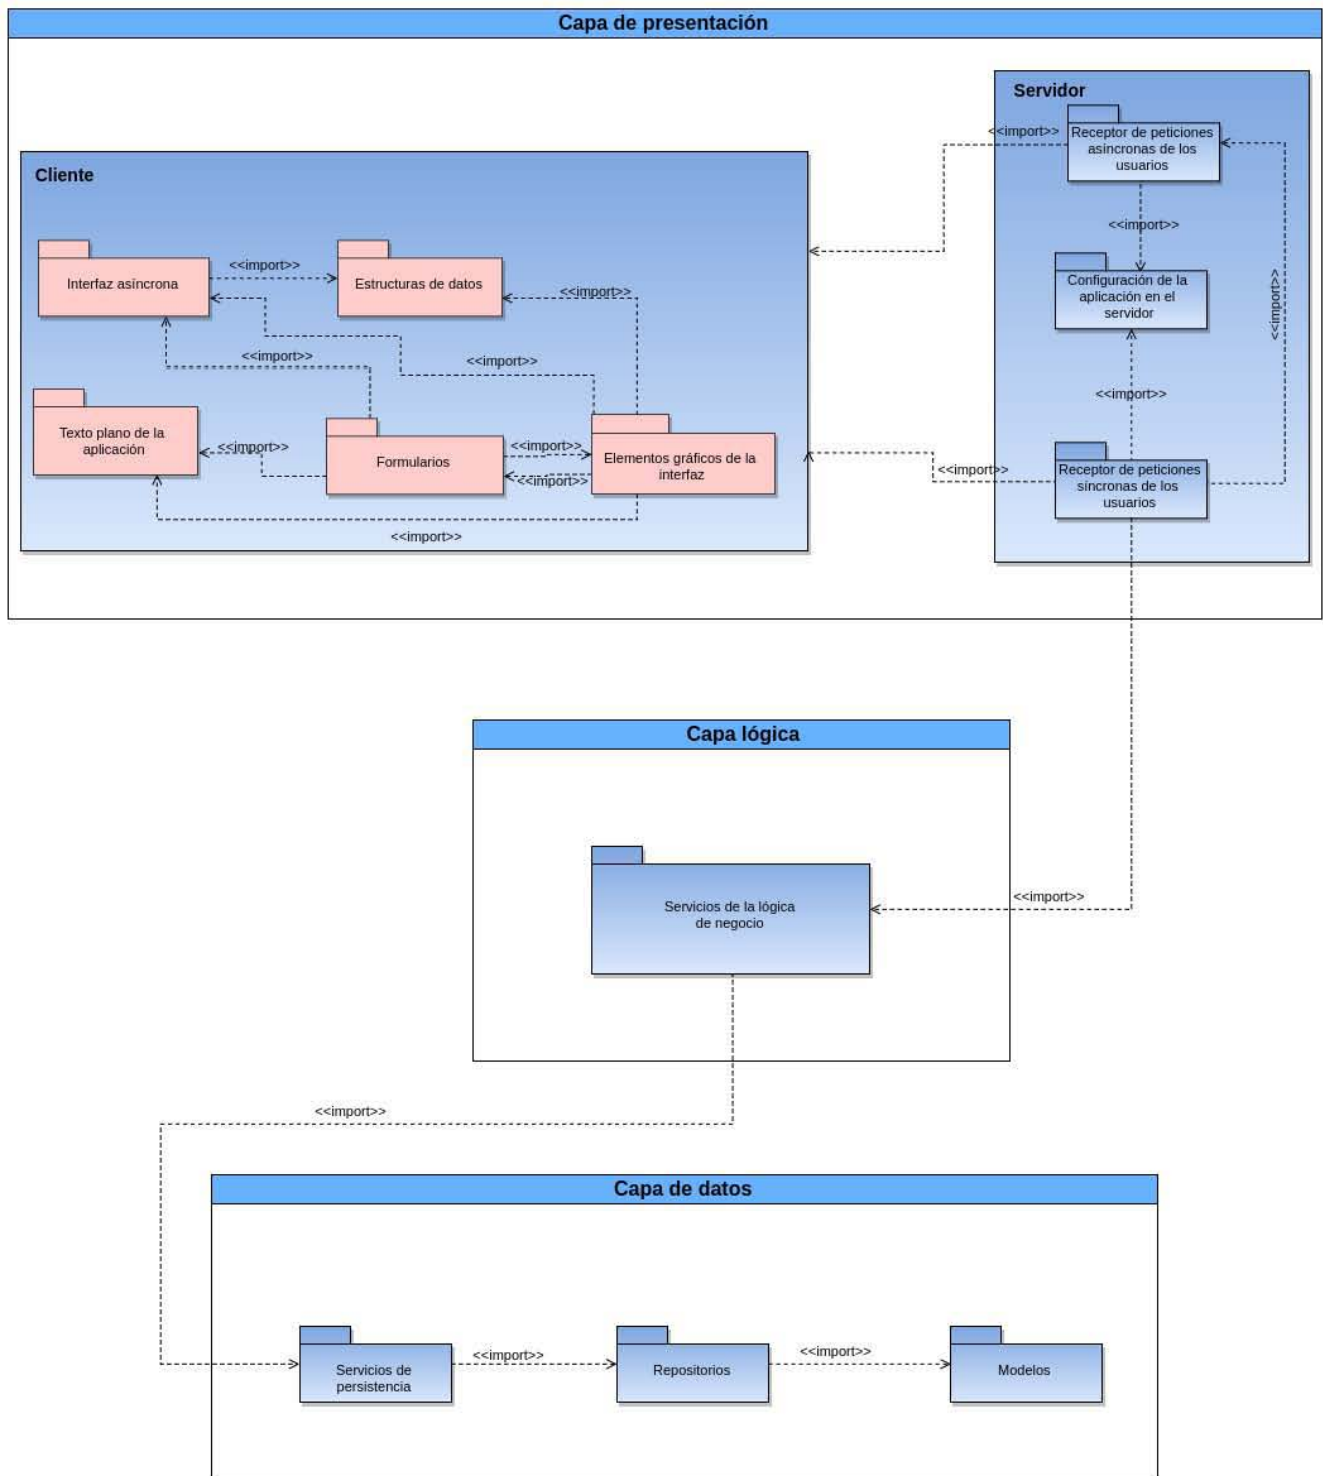 Capa de presentación
Servidor
<<import>>
Receptor de peticiones
asíncronas de los
usuarios
Cliente
<<import>>
<<import>>
Interfaz asíncrona
Estructuras de datos
<<import>>
Configuración de la
aplicación en el
servidor
<<import>>
<<import>>
<<import>>
<<import>>
Texto plano de la
aplicación
<<import>>
Formularios
<<import>>
<<import>>
Elementos gráficos de la
interfaz
<<import>>
Receptor de peticiones
síncronas de los
usuarios
<<import>>
Capa lógica
Servicios de la lógica
de negocio
<<import>>
<<import>>
Capa de datos
Servicios de
persistencia
<<import>>
Repositorios
<<import>>
Modelos